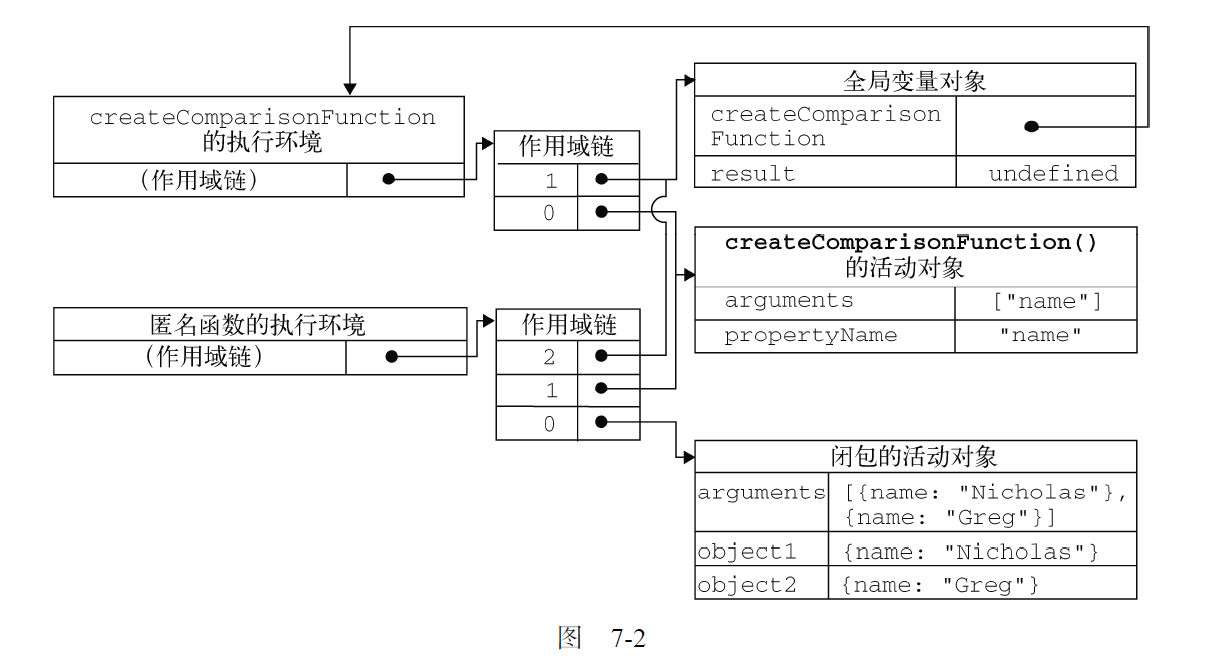 createComparisonFunction
的执行环境
(作用域链)
作用域链
1
0
全局变量对象
createComparison
Function
result undefined
createComparisonFunction()
的活动对象
arguments ["name"]
propertyName "name"
匿名函数的执行环境
(作用域链)
作用域链
2
1
0
闭包的活动对象
arguments [{name: "Nicholas"},
{name: "Greg"}]
object1 {name: "Nicholas"}
object2 {name: "Greg"}
图 7-2